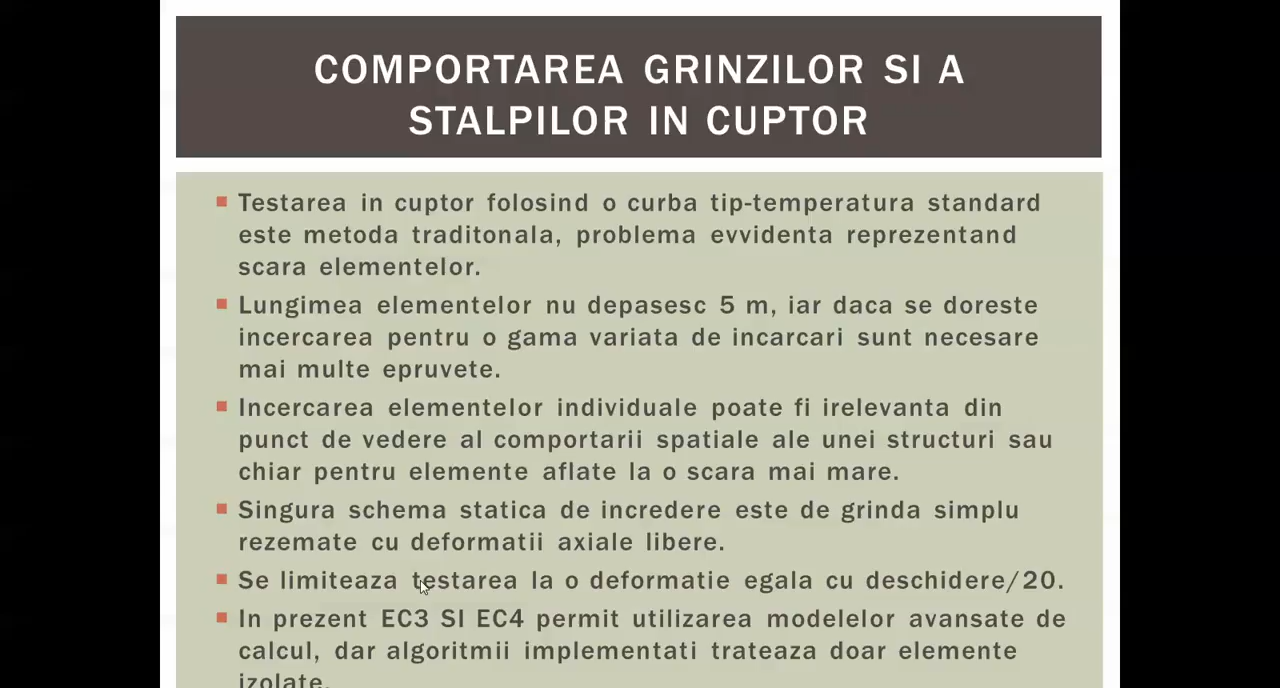 COMPORTAREA GRINZILOR SI A
STALPILOR IN CUPTOR
Testarea in cuptor folosind o curba tip-temperatura standard
este metoda traditonala, problema evvidenta reprezentand
scara elementelor.
Lungimea elementelor nu depasesc 5 m, iar daca se doreste
incercarea pentru o gama variata de incarcari sunt necesare
mai multe epruvete.
Incercarea elementelor individuale poate fi irelevanta din
punct de vedere al comportarii spatiale ale unei structuri sau
chiar pentru elemente aflate la o scara mai mare.
Singura schema statica de incredere este de grinda simplu
rezemate cu deformatii axiale libere.
Se limiteaza testarea la o deformatie egala cu deschidere/20.
In prezent EC3 SI EC4 permit utilizarea modelelor avansate de
calcul, dar algoritmii implementati trateaza doar elemente
izolate.